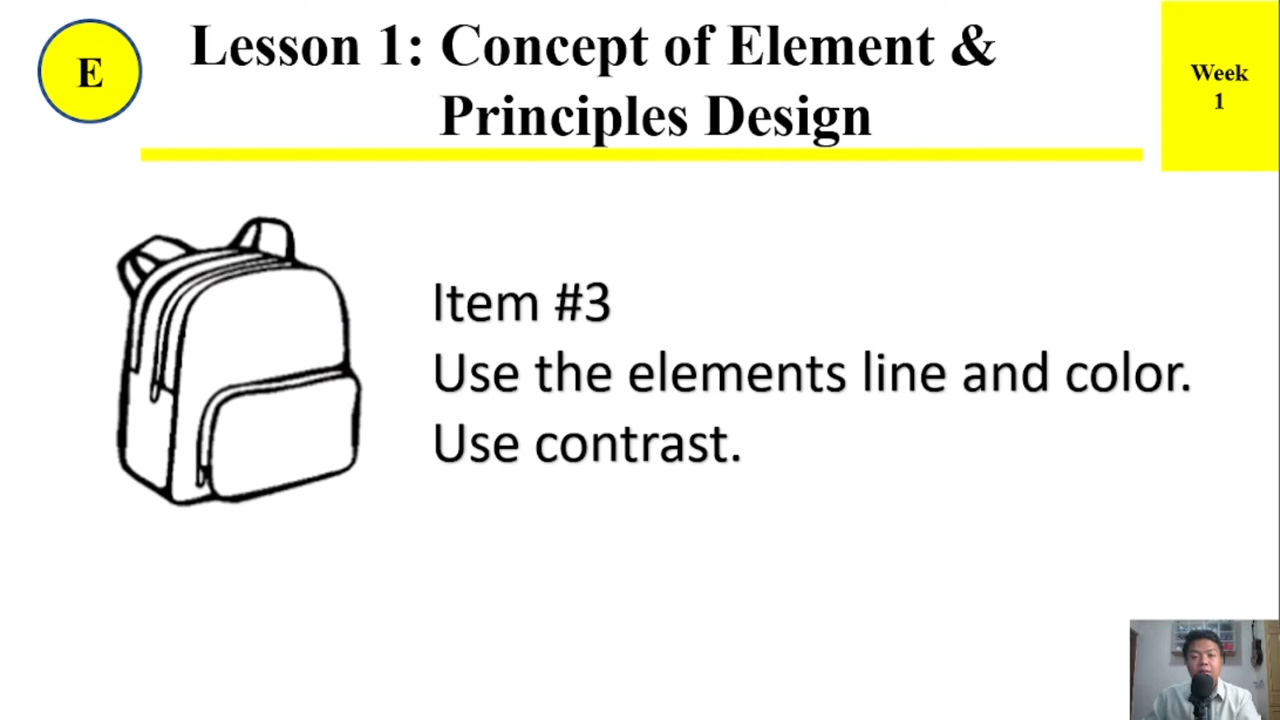 E
Lesson 1: Concept of Element &
Principles Design
Week
1
Item #3
Use the elements line and color.
Use contrast.